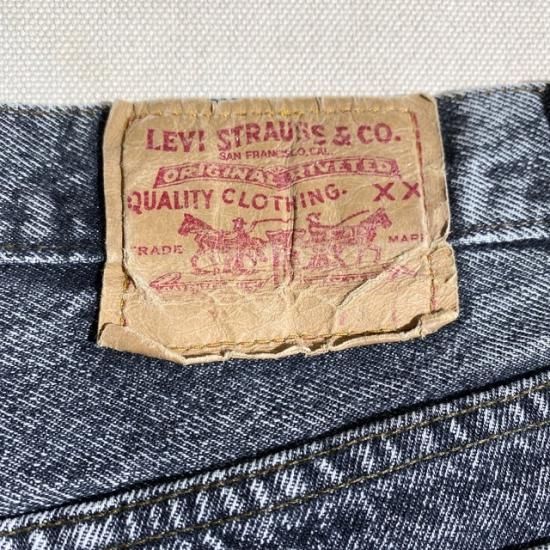 LEVI STRAUSS & CO.
SAN FRANCISCO, CAL.
ORIGINAL RIVETED
QUALITY CLOTHING. XX
TRADE MARK